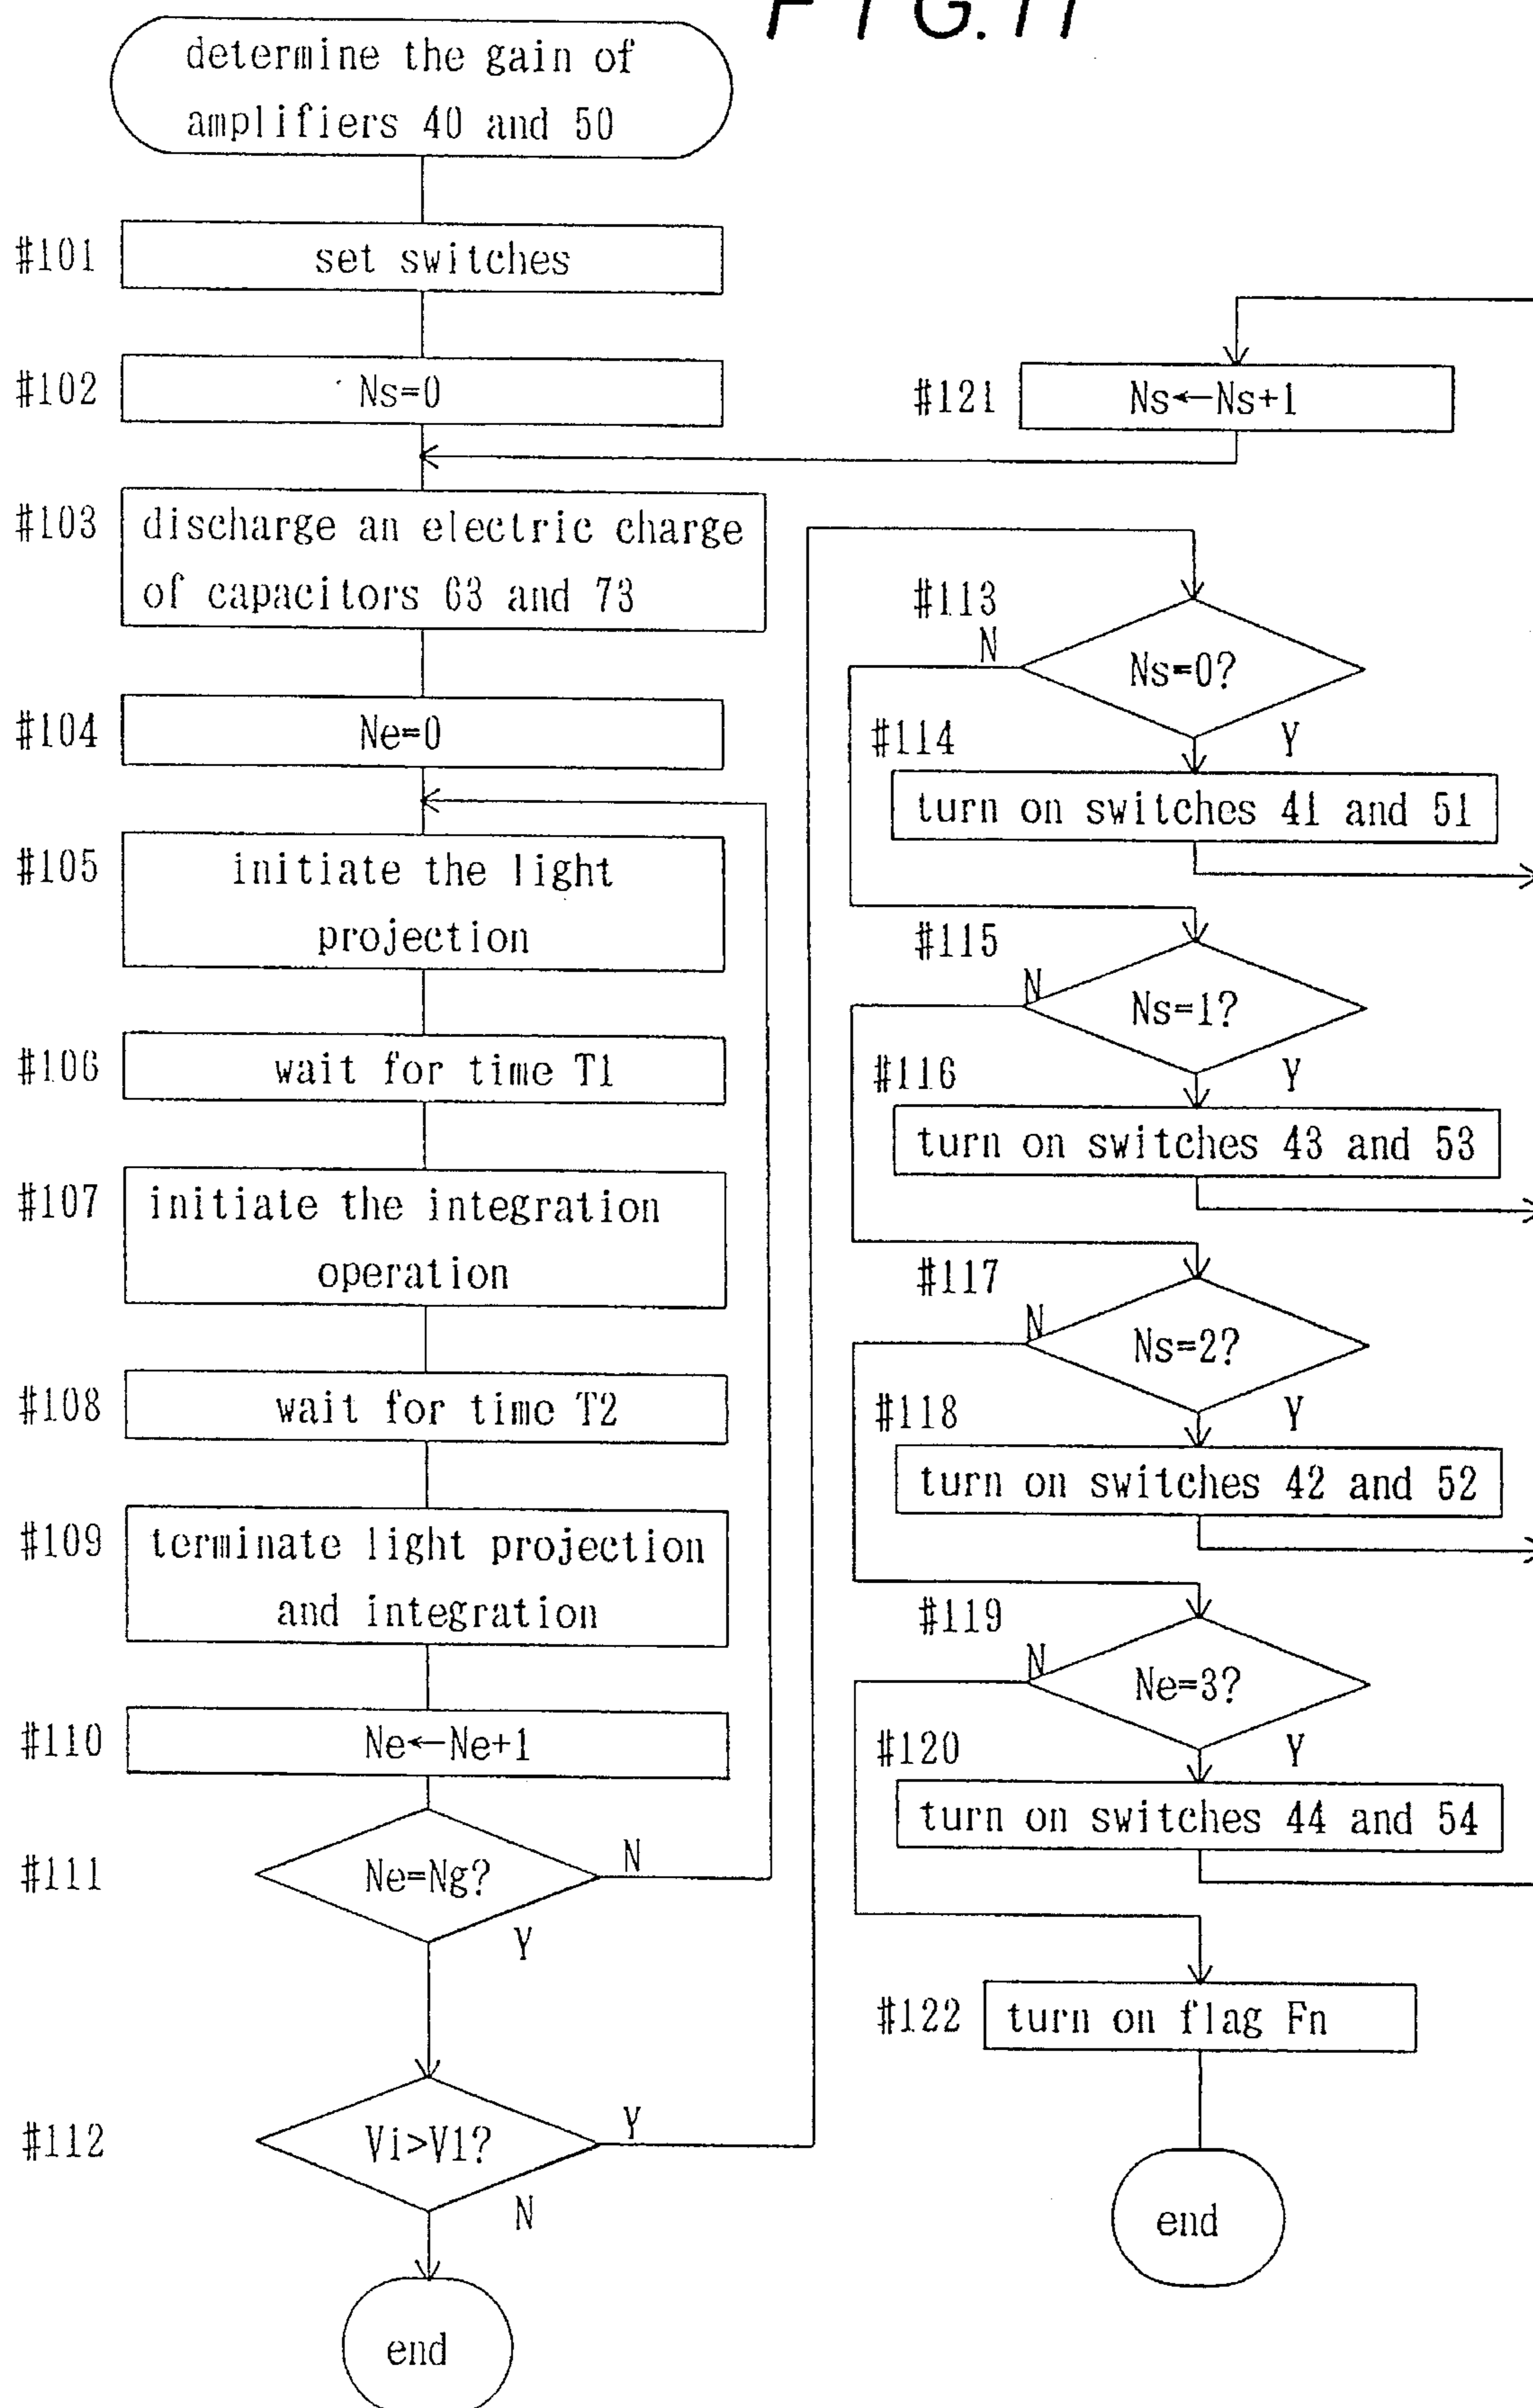 FIG. 11
determine the gain of
amplifiers 40 and 50
#101
set switches
#102
Ns=0
#103
discharge an electric charge
of capacitors 63 and 73
#104
Ne=0
#105
initiate the light
projection
#106
wait for time T1
#107
initiate the integration
operation
#108
wait for time T2
#109
terminate light projection
and integration
#110
Ne←Ne+1
#111
Ne=Ng?
N
Y
#112
Vi>V1?
Y
N
end
#121
Ns←Ns+1
#113
N
Ns=0?
#114
Y
turn on switches 41 and 51
#115
N
Ns=1?
#116
Y
turn on switches 43 and 53
#117
N
Ns=2?
#118
Y
turn on switches 42 and 52
#119
N
Ne=3?
#120
Y
turn on switches 44 and 54
#122
turn on flag Fn
end